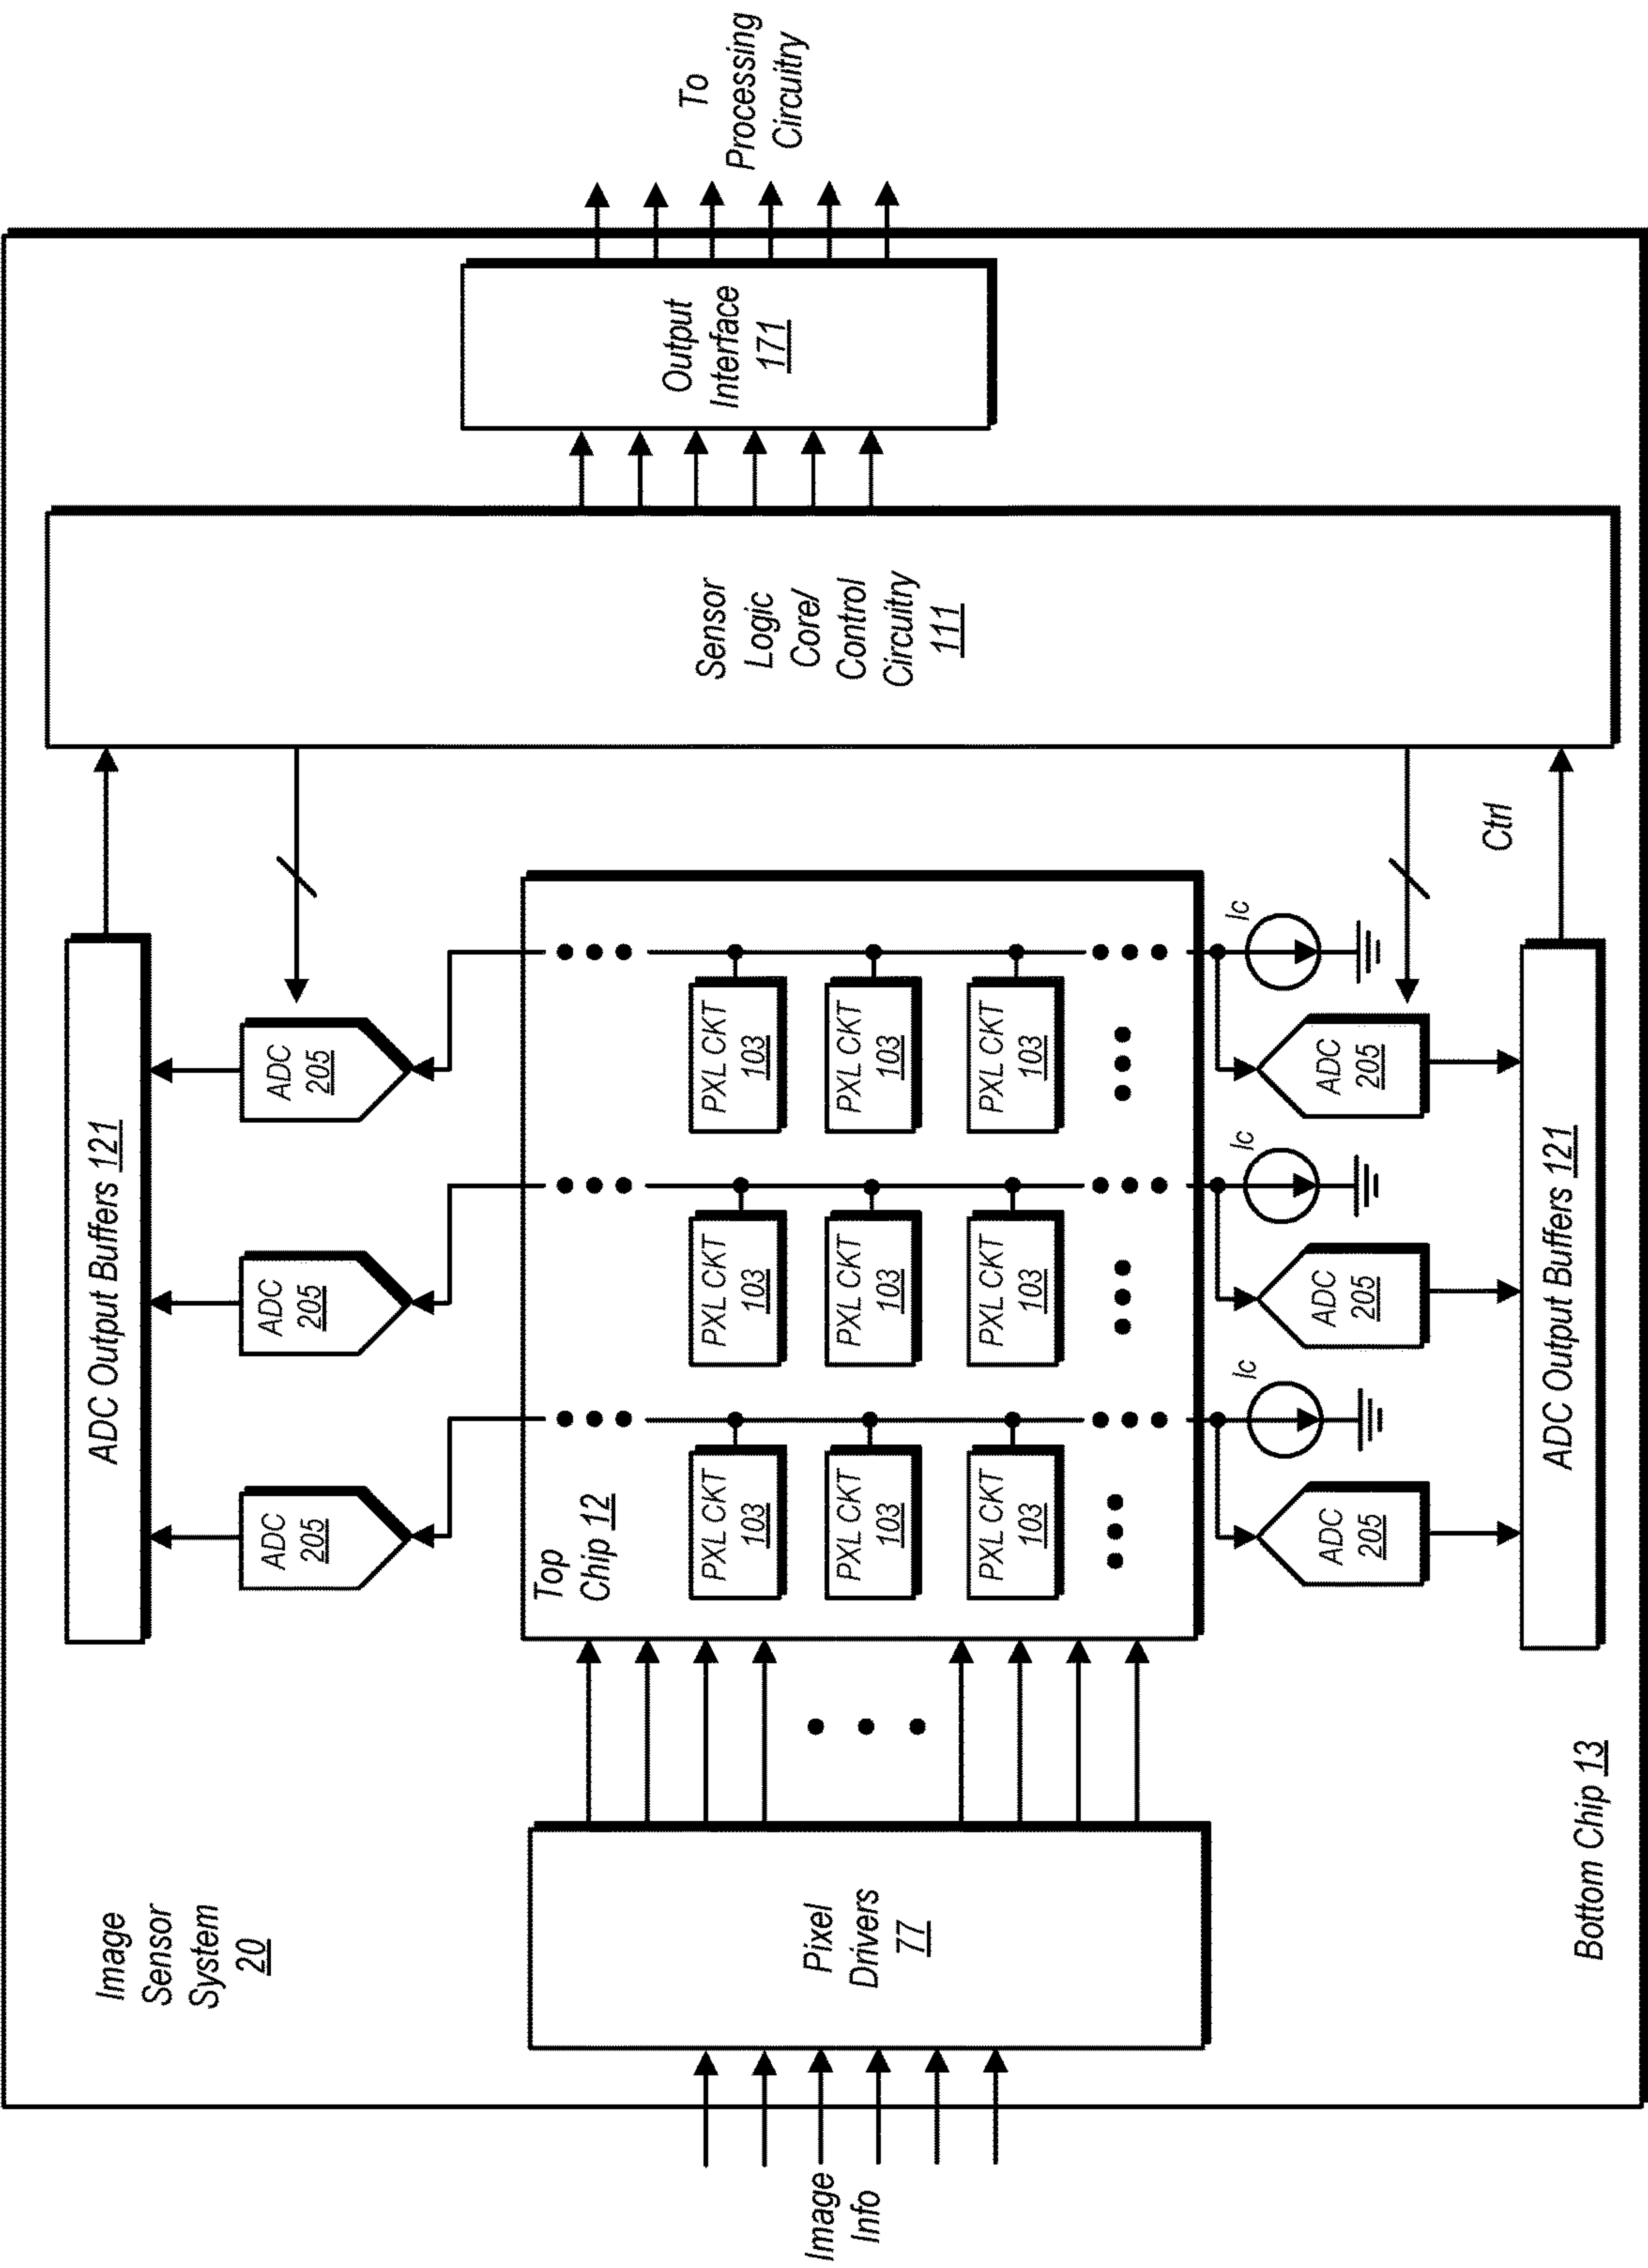 Image
Sensor
System
20
ADC Output Buffers 121
ADC
205
ADC
205
ADC
205
Image
Info
Pixel
Drivers
77
Top
Chip 12
PXL CKT
103
PXL CKT
103
PXL CKT
103
PXL CKT
103
PXL CKT
103
PXL CKT
103
PXL CKT
103
PXL CKT
103
PXL CKT
103
Sensor
Logic
Core/
Control
Circuitry
111
Output
Interface
171
To
Processing
Circuitry
Ic
Ic
Ic
ADC
205
ADC
205
ADC
205
Ctrl
ADC Output Buffers 121
Bottom Chip 13